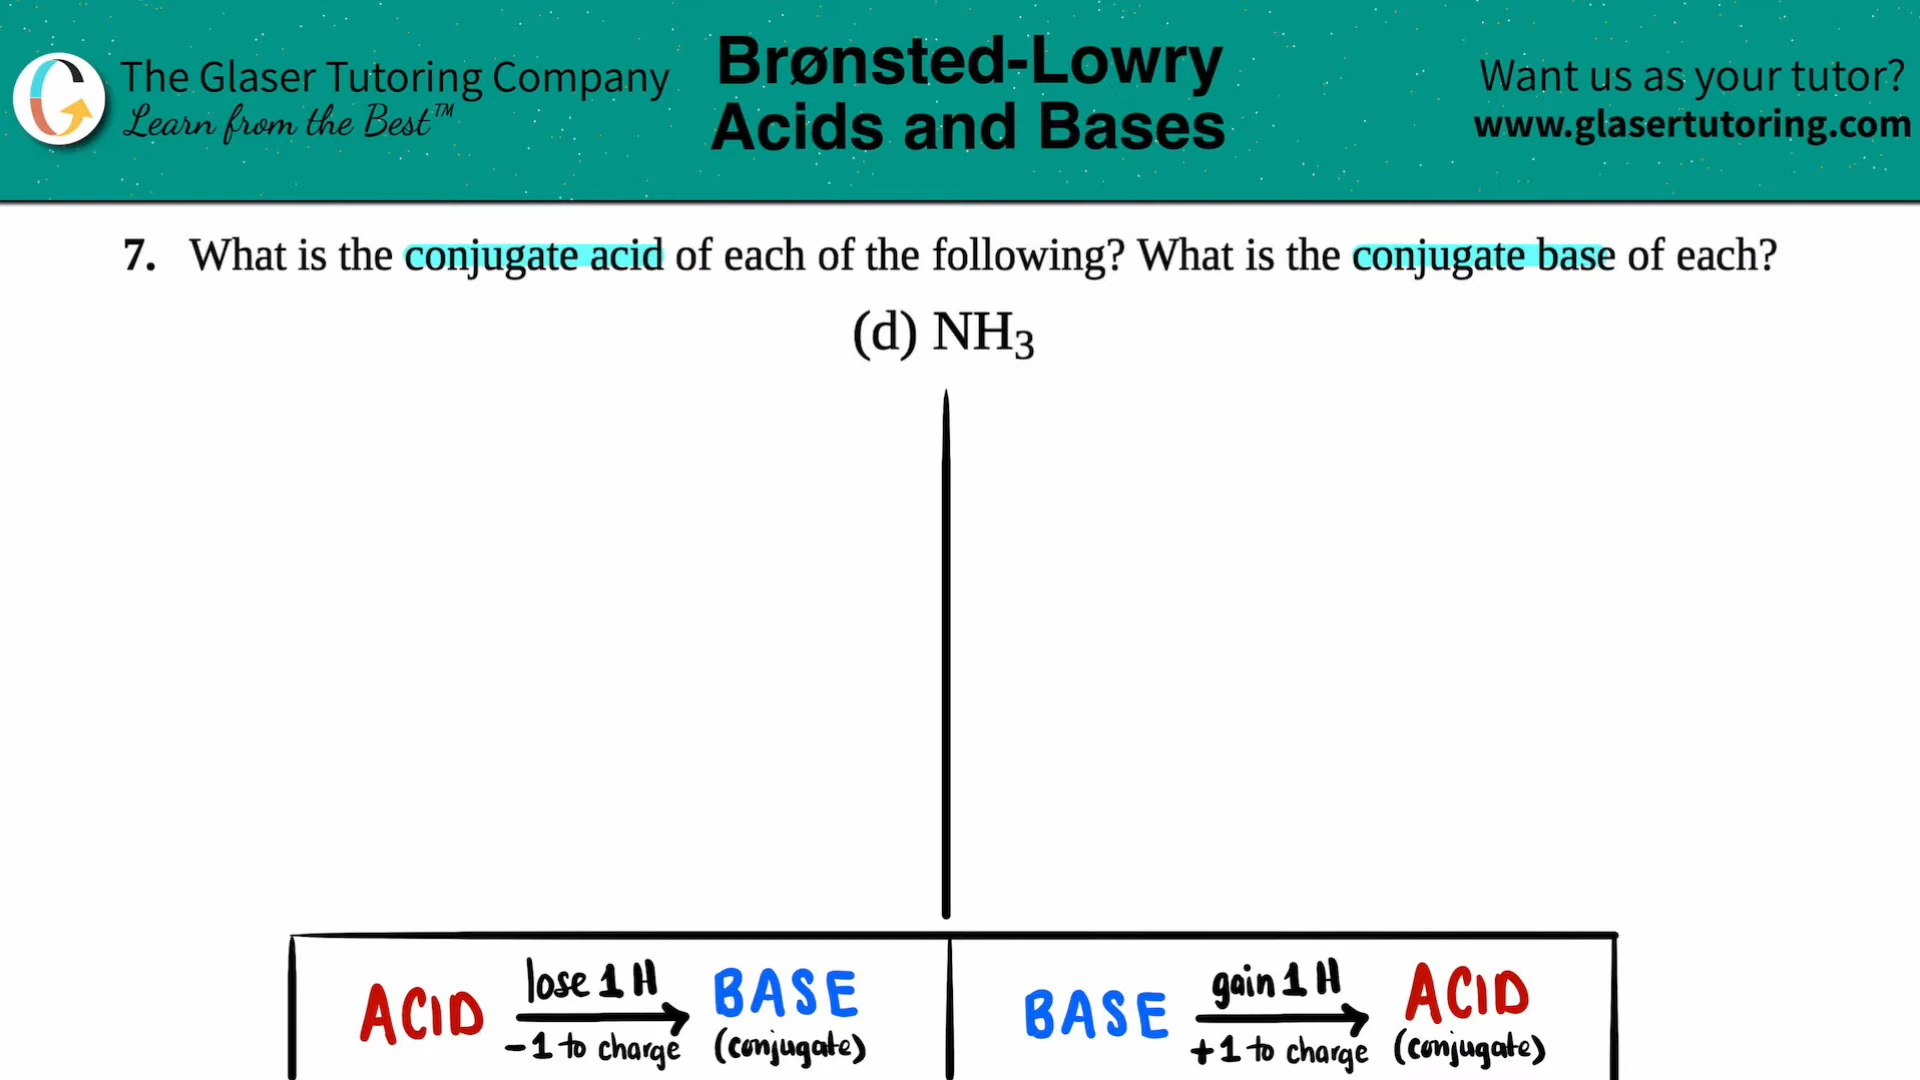 The Glaser Tutoring Company
Learn from the Best™
Brønsted-Lowry
Acids and Bases
Want us as your tutor?
www.glasertutoring.com
7. What is the conjugate acid of each of the following? What is the conjugate base of each?
(d) NH₃
ACID lose 1 H BASE
-1 to charge (conjugate)
BASE gain 1 H ACID
+1 to charge (conjugate)